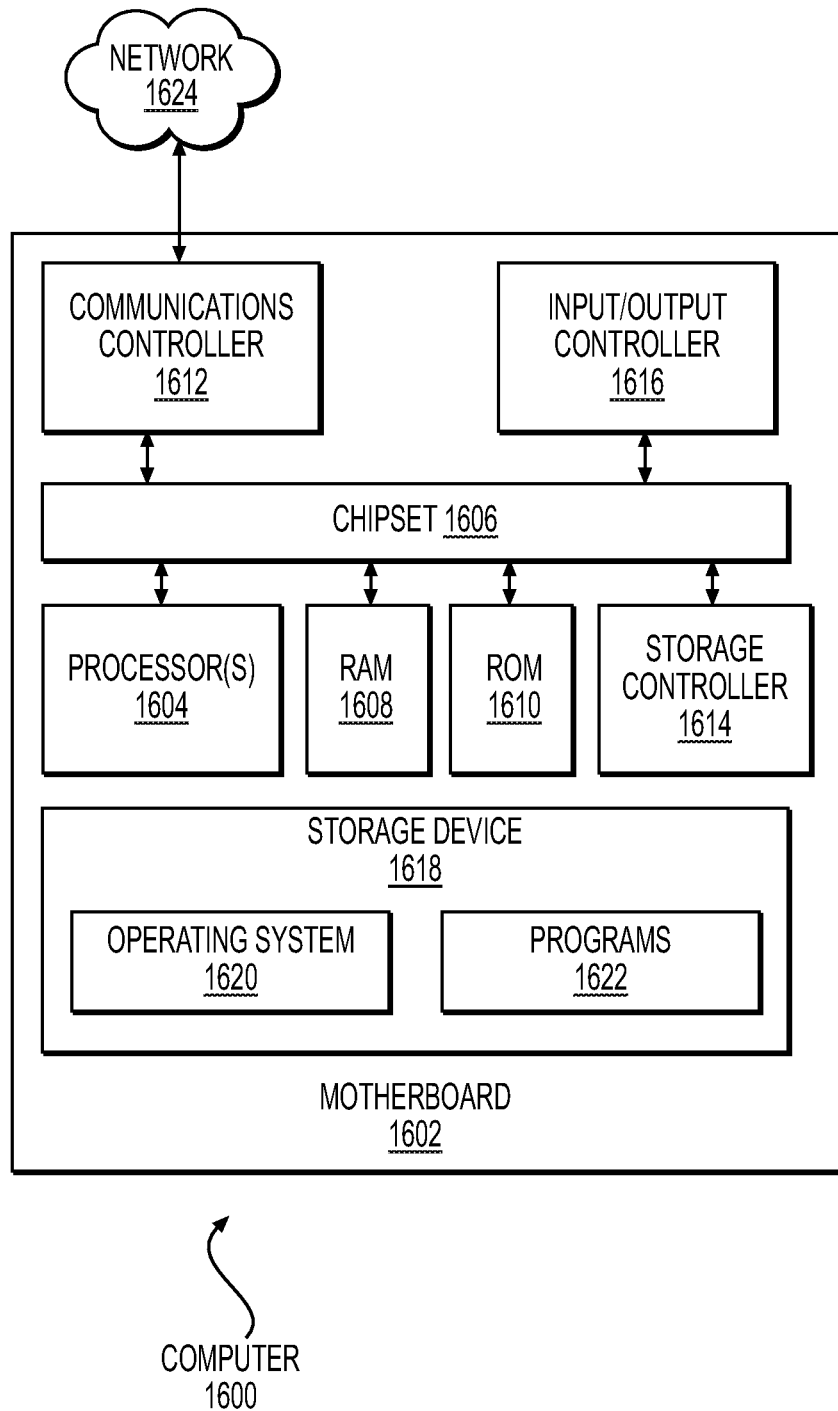 NETWORK
1624
COMMUNICATIONS
CONTROLLER
1612
INPUT/OUTPUT
CONTROLLER
1616
CHIPSET 1606
PROCESSOR(S)
1604
RAM
1608
ROM
1610
STORAGE
CONTROLLER
1614
STORAGE DEVICE
1618
OPERATING SYSTEM
1620
PROGRAMS
1622
MOTHERBOARD
1602
COMPUTER
1600